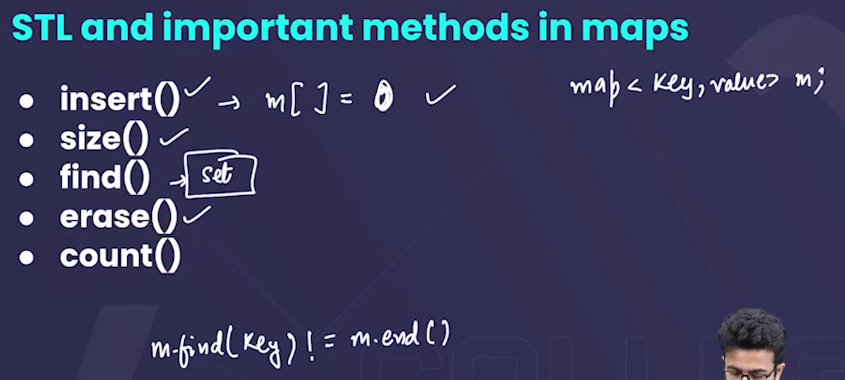 STL and important methods in maps
• insert() ✓ → m[ ] = 0 ✓
map < Key, value> m;
• size() ✓
• find() → set
• erase() ✓
• count()
m.find(Key) != m.end()